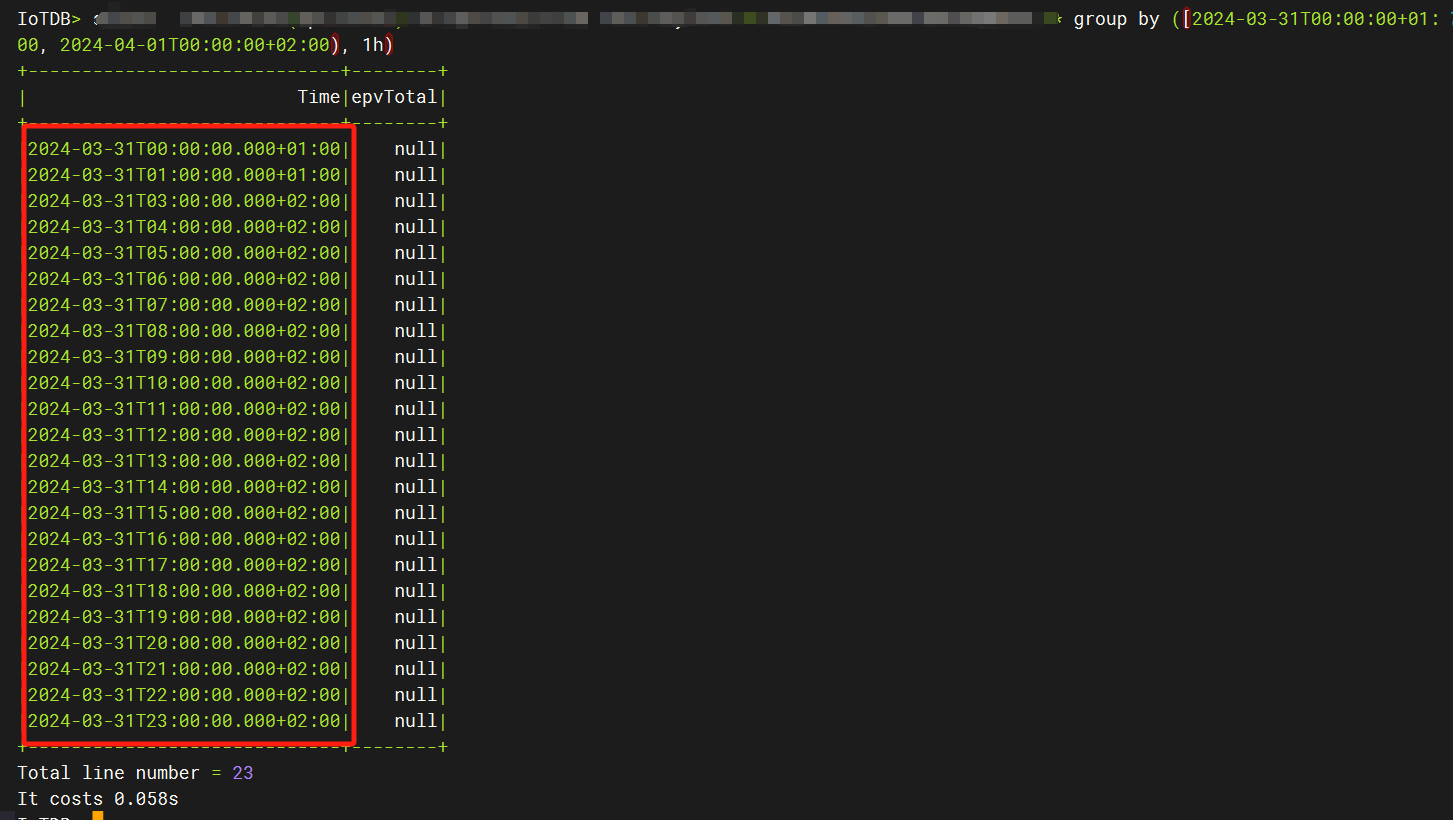 IoTDB> group by ([2024-03-31T00:00:00+01:
00, 2024-04-01T00:00:00+02:00), 1h)
+-----------------------------+--------+
|                         Time|epvTotal|
+-----------------------------+--------+
|2024-03-31T00:00:00.000+01:00|    null|
|2024-03-31T01:00:00.000+01:00|    null|
|2024-03-31T03:00:00.000+02:00|    null|
|2024-03-31T04:00:00.000+02:00|    null|
|2024-03-31T05:00:00.000+02:00|    null|
|2024-03-31T06:00:00.000+02:00|    null|
|2024-03-31T07:00:00.000+02:00|    null|
|2024-03-31T08:00:00.000+02:00|    null|
|2024-03-31T09:00:00.000+02:00|    null|
|2024-03-31T10:00:00.000+02:00|    null|
|2024-03-31T11:00:00.000+02:00|    null|
|2024-03-31T12:00:00.000+02:00|    null|
|2024-03-31T13:00:00.000+02:00|    null|
|2024-03-31T14:00:00.000+02:00|    null|
|2024-03-31T15:00:00.000+02:00|    null|
|2024-03-31T16:00:00.000+02:00|    null|
|2024-03-31T17:00:00.000+02:00|    null|
|2024-03-31T18:00:00.000+02:00|    null|
|2024-03-31T19:00:00.000+02:00|    null|
|2024-03-31T20:00:00.000+02:00|    null|
|2024-03-31T21:00:00.000+02:00|    null|
|2024-03-31T22:00:00.000+02:00|    null|
|2024-03-31T23:00:00.000+02:00|    null|
+-----------------------------+--------+
Total line number = 23
It costs 0.058s